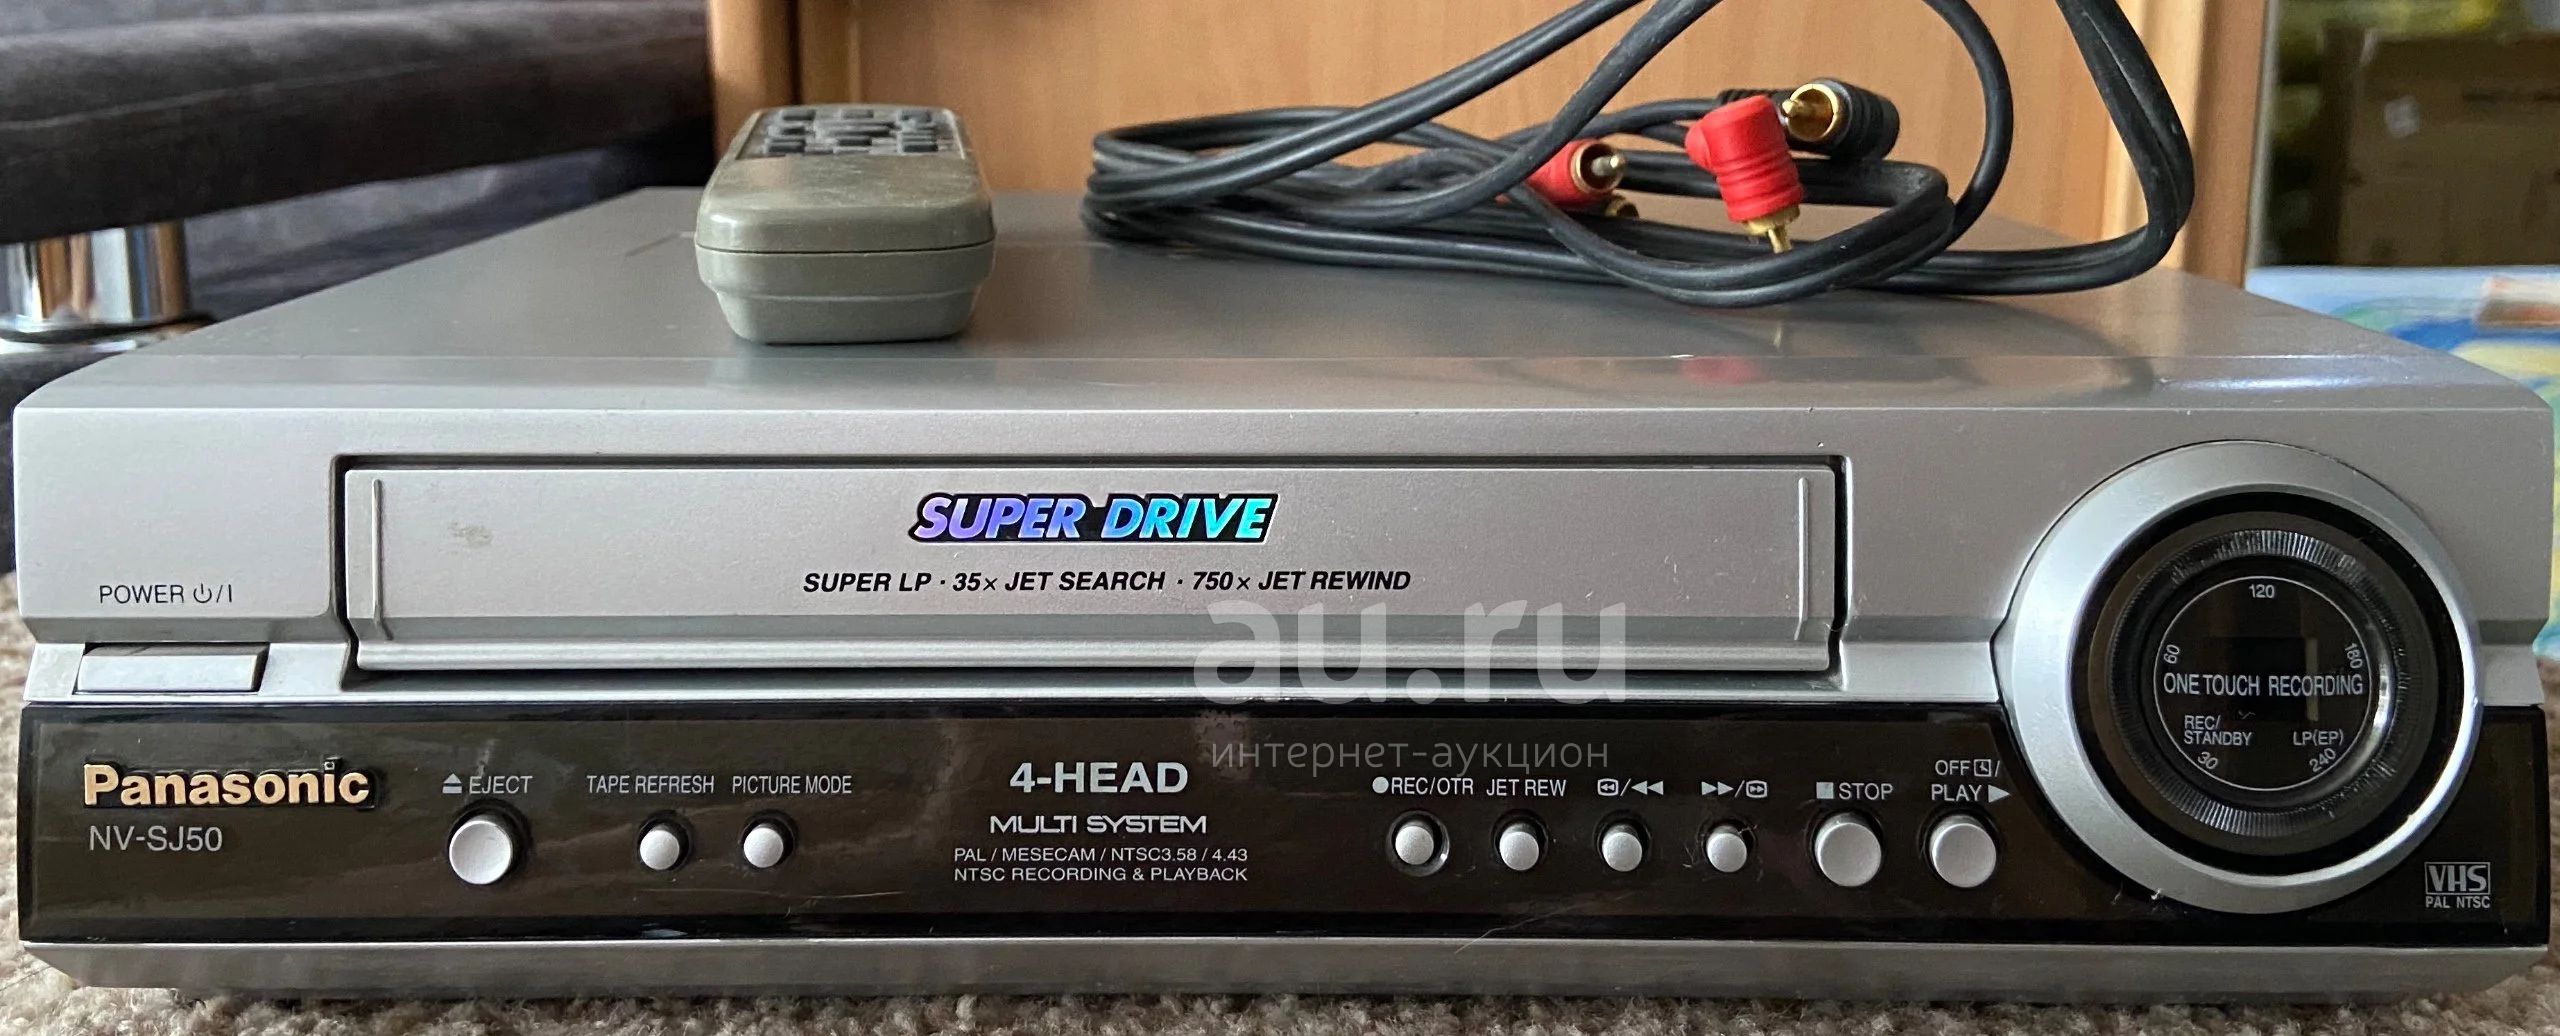 SUPER DRIVE
SUPER LP · 35x JET SEARCH · 750x JET REWIND
POWER ⏻/I
au.ru
интернет-аукцион
Panasonic
NV-SJ50
⏏ EJECT
TAPE REFRESH
PICTURE MODE
4-HEAD
MULTI SYSTEM
PAL / MESECAM / NTSC3.58 / 4.43
NTSC RECORDING & PLAYBACK
●REC/OTR
JET REW
/◀◀
▶▶/
■ STOP
OFF /
PLAY ▶
120
60
180
ONE TOUCH RECORDING
REC/
STANDBY
LP(EP)
30
240
VHS
PAL NTSC